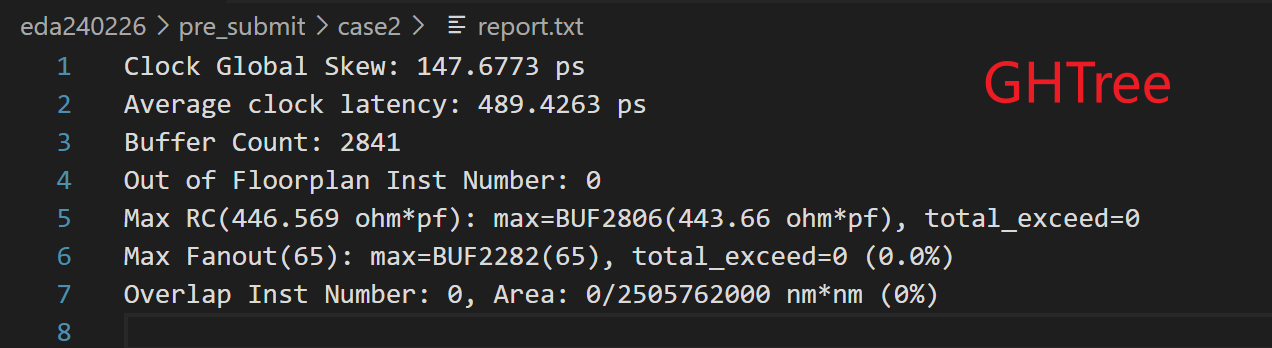 eda240226 > pre_submit > case2 > report.txt
1 Clock Global Skew: 147.6773 ps
GHTree
2 Average clock latency: 489.4263 ps
3 Buffer Count: 2841
4 Out of Floorplan Inst Number: 0
5 Max RC(446.569 ohm*pf): max=BUF2806(443.66 ohm*pf), total_exceed=0
6 Max Fanout(65): max=BUF2282(65), total_exceed=0 (0.0%)
7 Overlap Inst Number: 0, Area: 0/2505762000 nm*nm (0%)
8